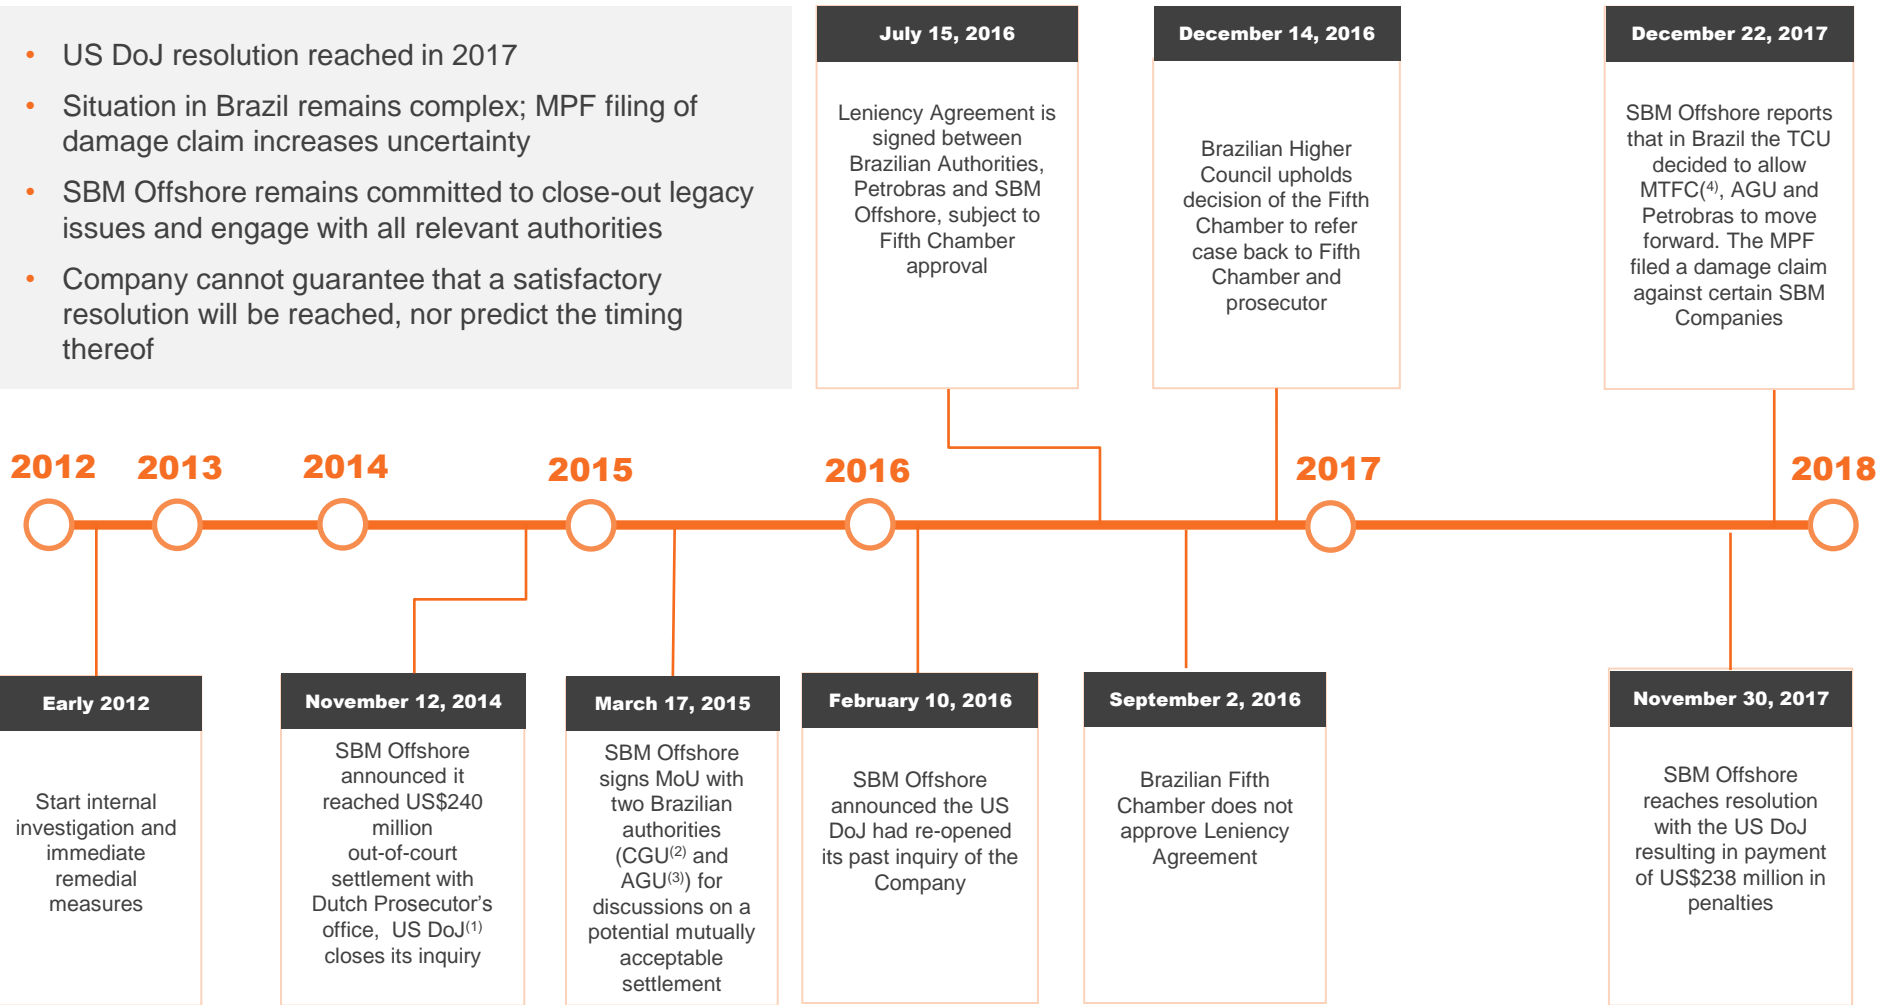 • US DoJ resolution reached in 2017
• Situation in Brazil remains complex; MPF filing of
damage claim increases uncertainty
• SBM Offshore remains committed to close-out legacy
issues and engage with all relevant authorities
• Company cannot guarantee that a satisfactory
resolution will be reached, nor predict the timing
thereof
July 15, 2016
Leniency Agreement is
signed between
Brazilian Authorities,
Petrobras and SBM
Offshore, subject to
Fifth Chamber
approval
December 14, 2016
Brazilian Higher
Council upholds
decision of the Fifth
Chamber to refer
case back to Fifth
Chamber and
prosecutor
December 22, 2017
SBM Offshore reports
that in Brazil the TCU
decided to allow
MTFC(4), AGU and
Petrobras to move
forward. The MPF
filed a damage claim
against certain SBM
Companies
2012
2013
2014
2015
2016
2017
2018
Early 2012
Start internal
investigation and
immediate
remedial
measures
November 12, 2014
SBM Offshore
announced it
reached US$240
million
out-of-court
settlement with
Dutch Prosecutor's
office, US DoJ(1)
closes its inquiry
March 17, 2015
SBM Offshore
signs MoU with
two Brazilian
authorities
(CGU(2) and
AGU(3)) for
discussions on a
potential mutually
acceptable
settlement
February 10, 2016
SBM Offshore
announced the US
DoJ had re-opened
its past inquiry of the
Company
September 2, 2016
Brazilian Fifth
Chamber does not
approve Leniency
Agreement
November 30, 2017
SBM Offshore
reaches resolution
with the US DoJ
resulting in payment
of US$238 million in
penalties